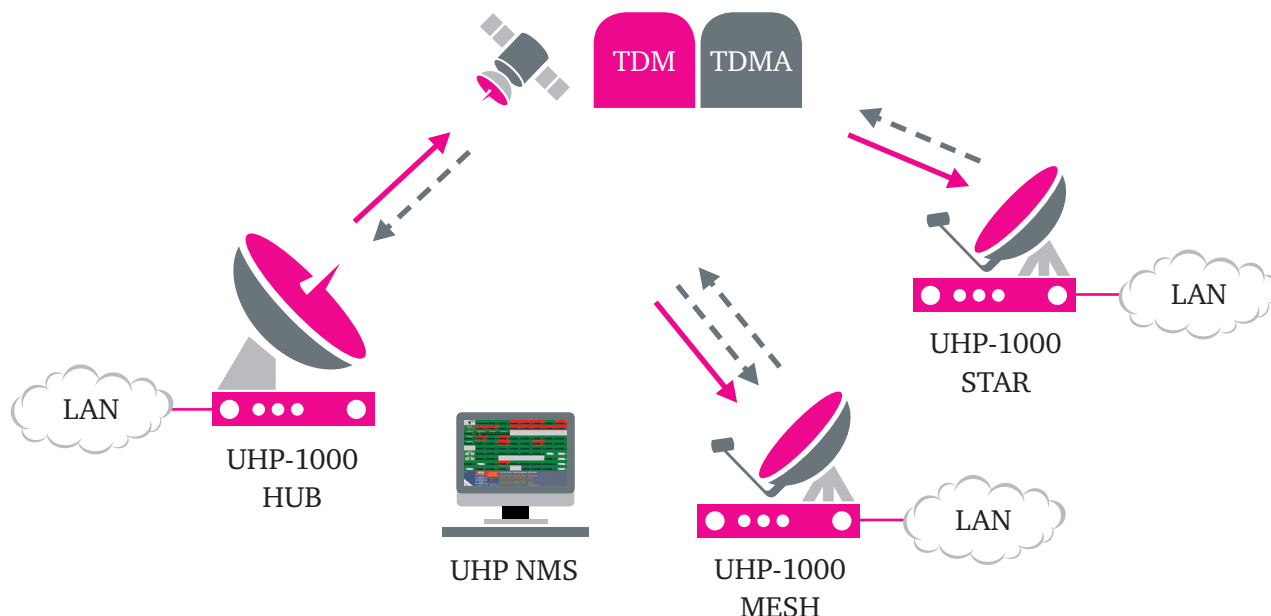 TDM
TDMA
LAN
UHP-1000
STAR
LAN
UHP-1000
HUB
UHP NMS
LAN
UHP-1000
MESH